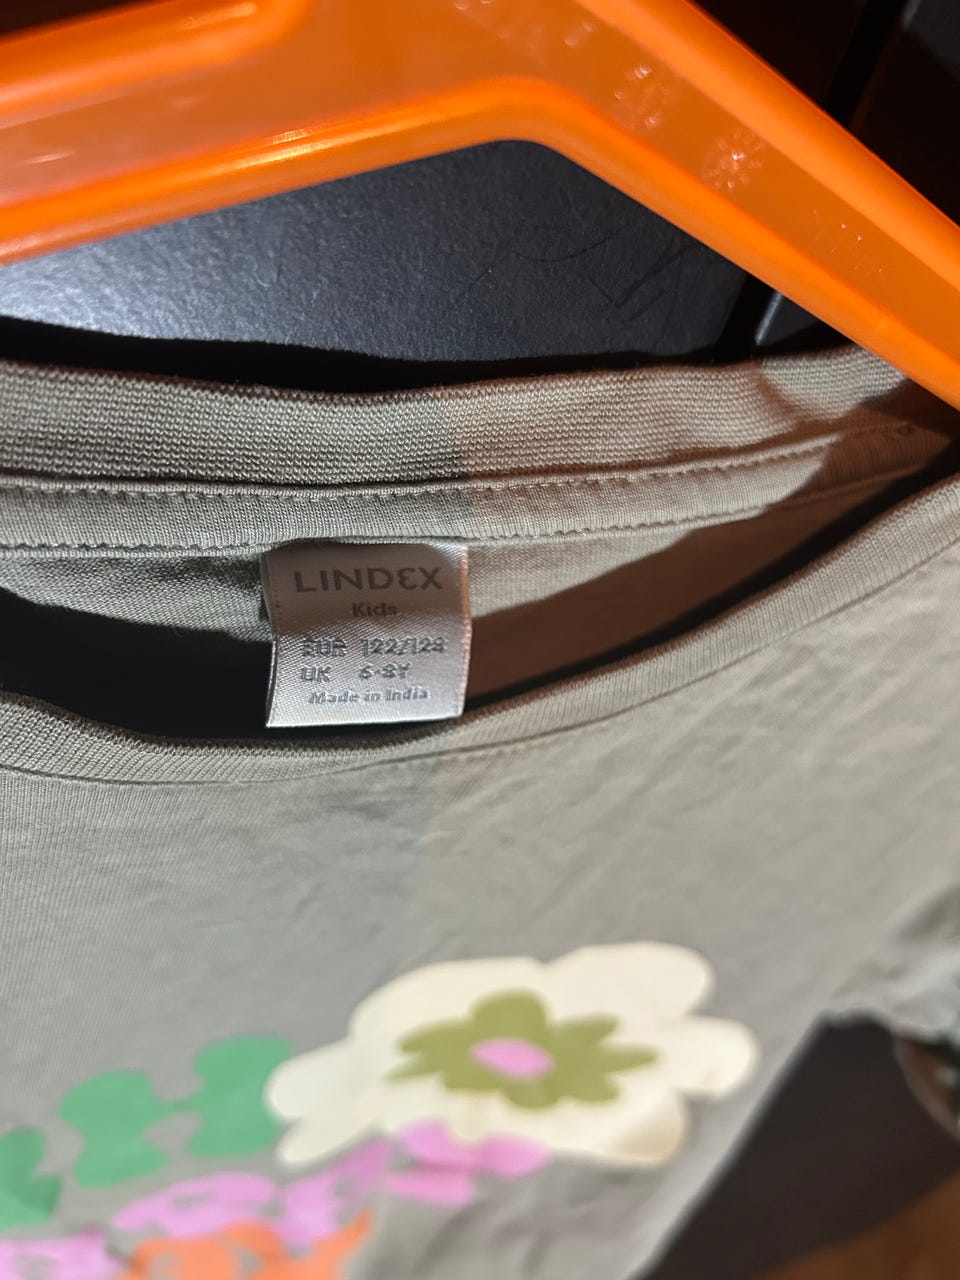 LINDEX
Kids
EUR 122/128
UK 6-8Y
Made in India